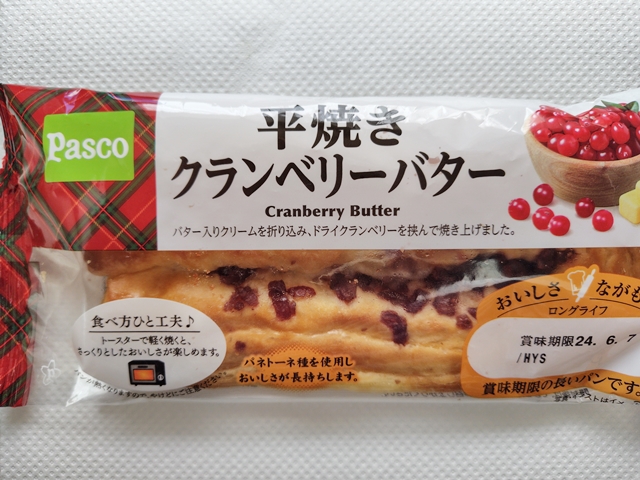 Pasco
平焼き
クランベリーバター
Cranberry Butter
バター入りクリームを折り込み、ドライクランベリーを挟んで焼き上げました。
食べ方ひと工夫♪
トースターで軽く焼くと、
さっくりとしたおいしさが楽しめます。
パネトーネ種を使用し
おいしさが長持ちします。
おいしさ ながも
ロングライフ
賞味期限24. 6. 7
/HYS
賞味期限の長いパンです。